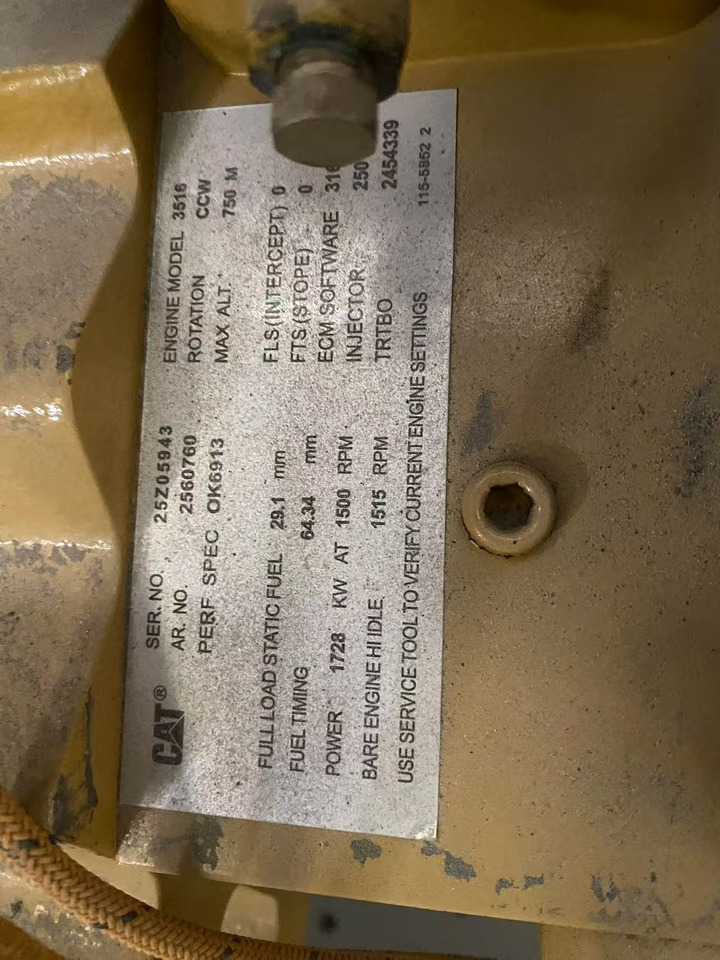 CAT®
SER. NO. 25Z05943 ENGINE MODEL 3516
AR. NO. 2560760 ROTATION CCW
PERF SPEC OK6913 MAX ALT. 750 M
FULL LOAD STATIC FUEL 29.1 mm FLS (INTERCEPT) 0
FUEL TIMING 64.34 mm FTS (STOPE) 0
POWER 1728 KW AT 1500 RPM ECM SOFTWARE
BARE ENGINE HI IDLE 1515 RPM INJECTOR
TRTBO 2454339
USE SERVICE TOOL TO VERIFY CURRENT ENGINE SETTINGS 115-5852 2